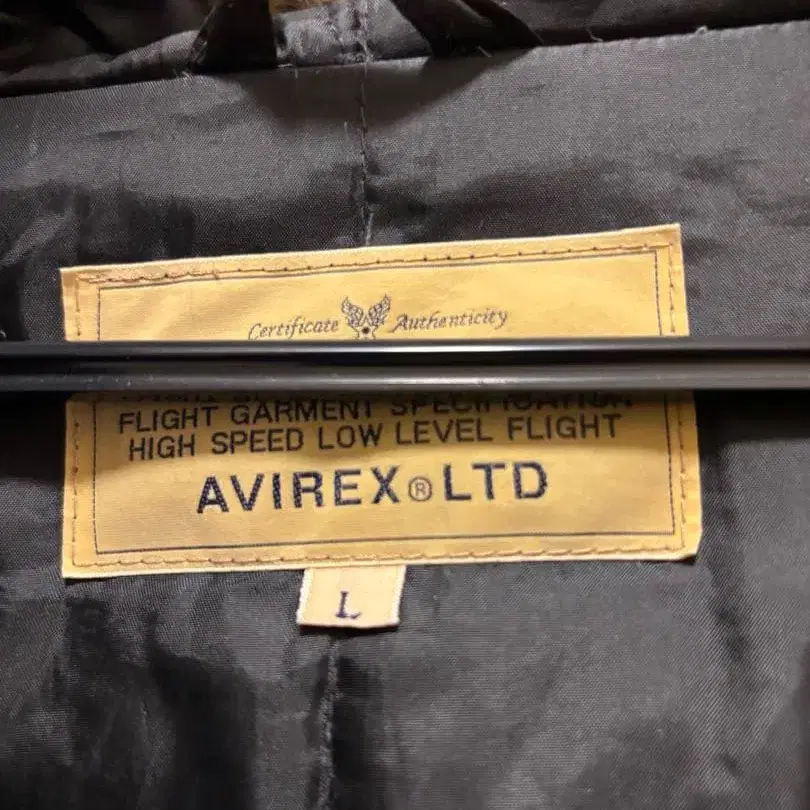 Certificate Authenticity
FLIGHT GARMENT SPECIFICATION
HIGH SPEED LOW LEVEL FLIGHT
AVIREX®LTD
L